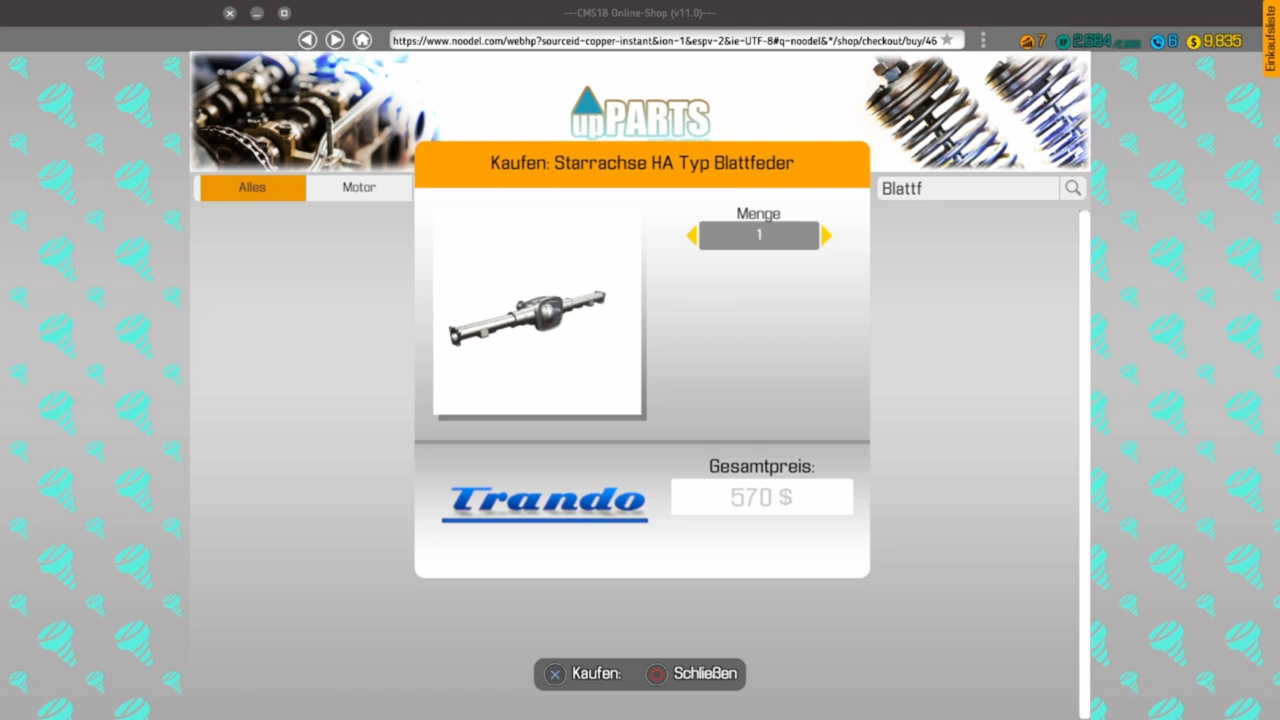 ---CMS18 Online-Shop (v11.0)---
https://www.noodel.com/webhp?sourceid-copper-instant&ion-1&espv-2&ie-UTF-8#q-noodel&*/shop/checkout/buy/46
7
2,684
6
$ 9,835
Einkaufsliste
upPARTS
Kaufen: Starrachse HA Typ Blattfeder
Alles
Motor
Blattf
Menge
1
Gesamtpreis:
Trando
570 $
Kaufen:
Schließen